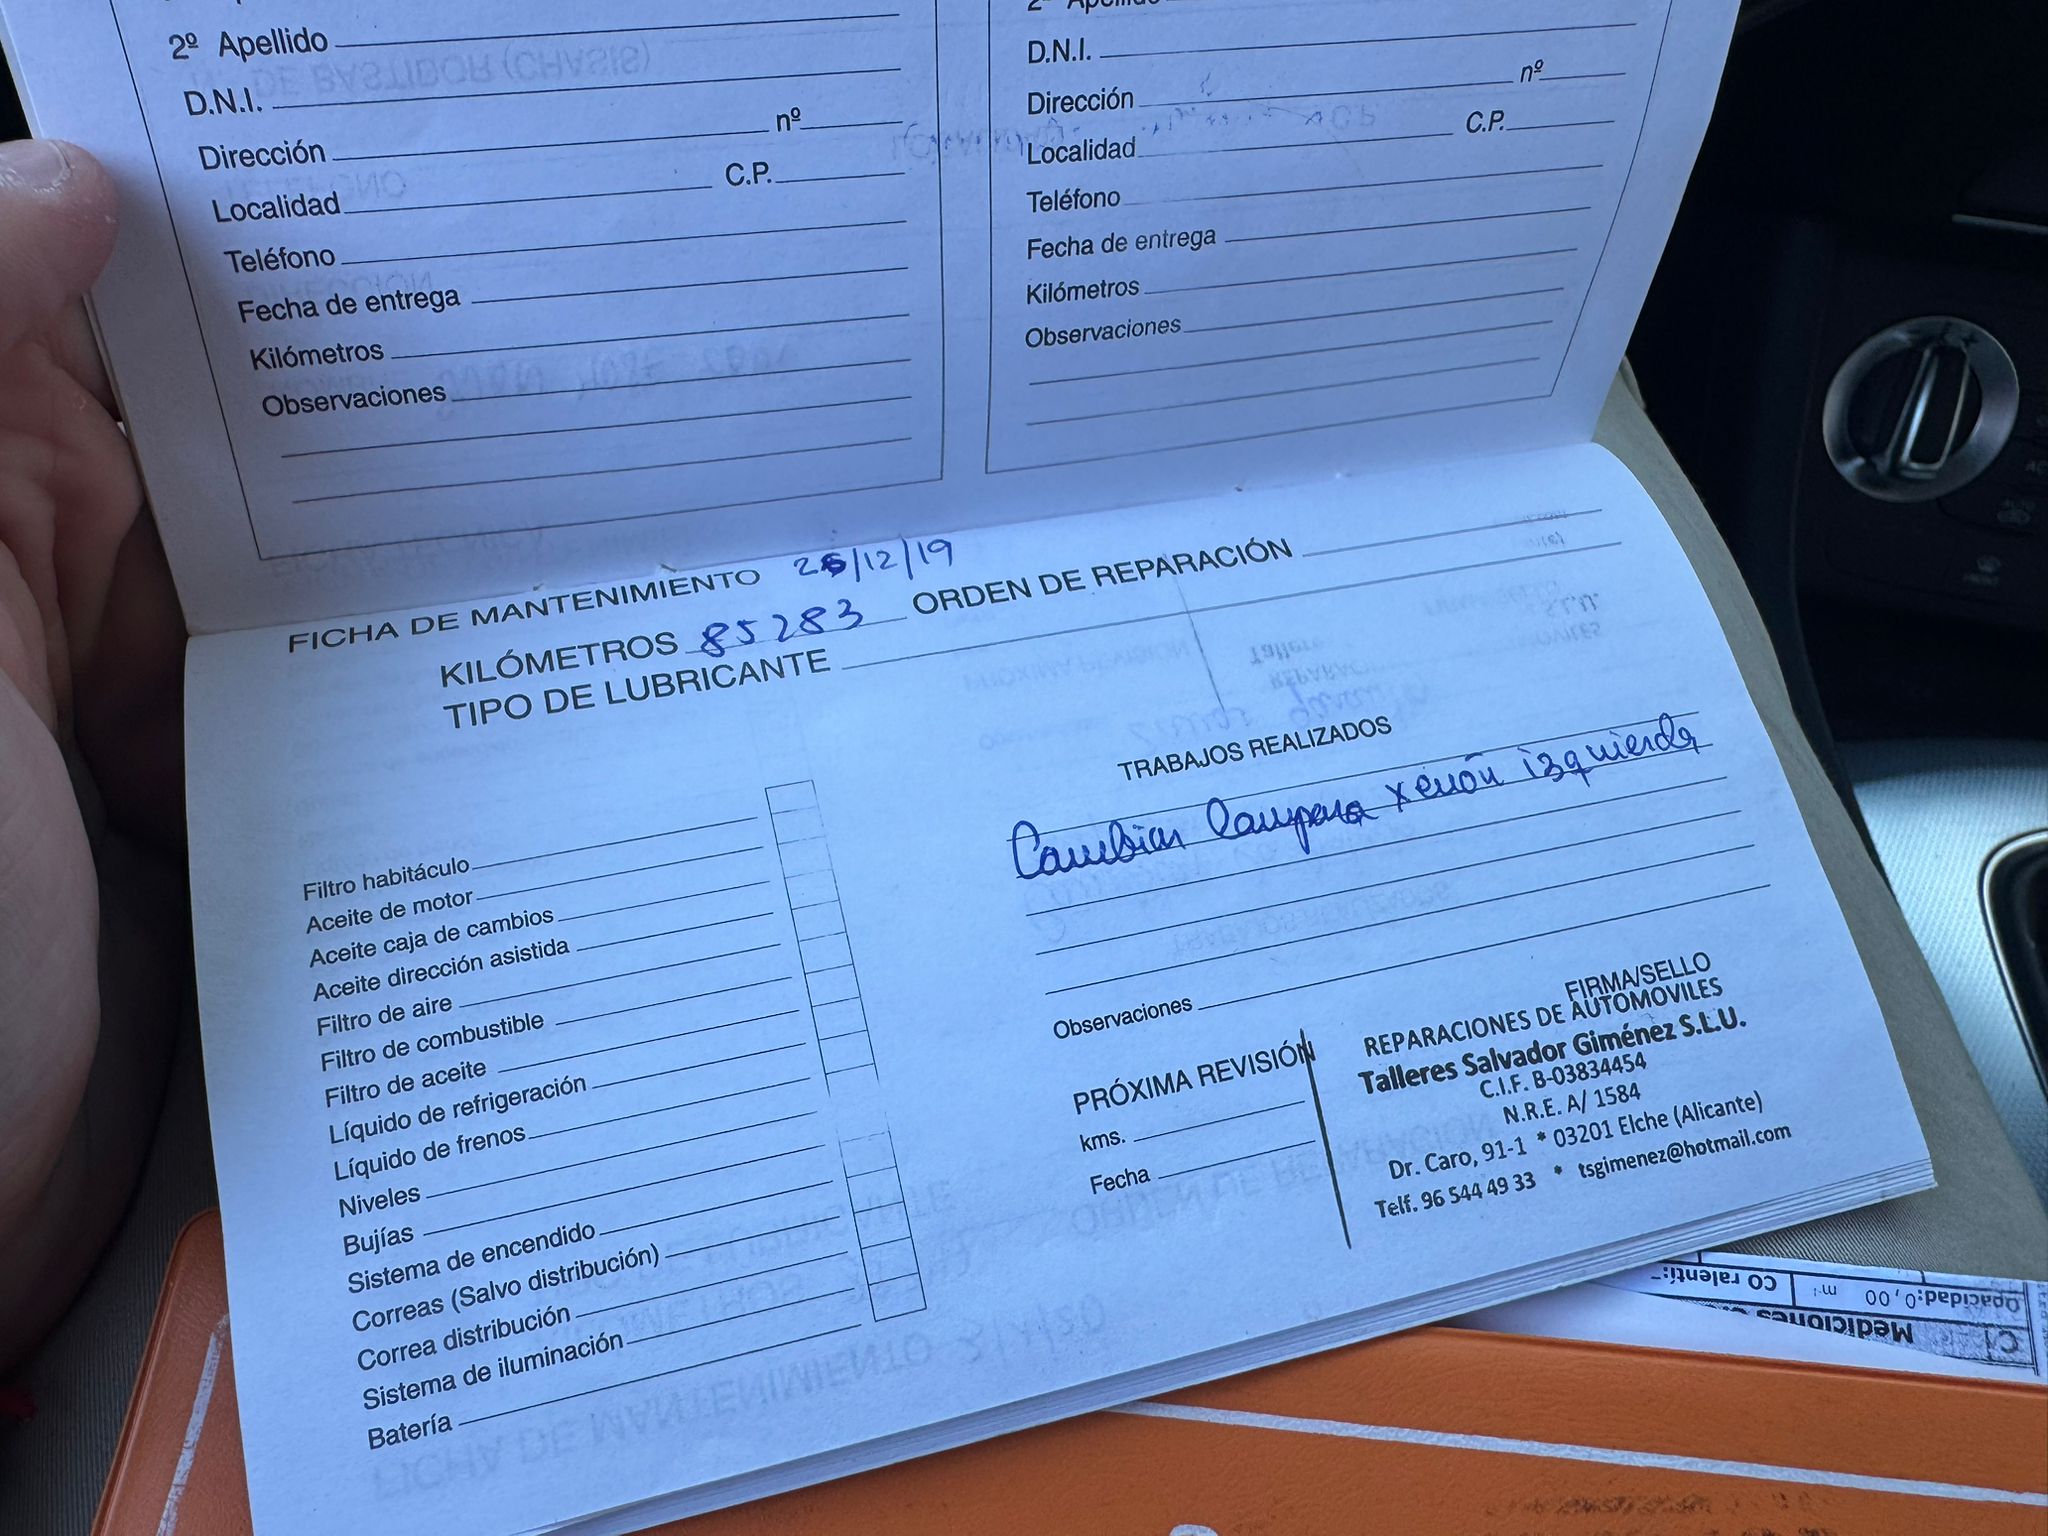 2º Apellido
D.N.I.
Dirección nº
Localidad C.P.
Teléfono
Fecha de entrega
Kilómetros
Observaciones
2º Apellido
D.N.I.
Dirección nº
Localidad C.P.
Teléfono
Fecha de entrega
Kilómetros
Observaciones
FICHA DE MANTENIMIENTO 26/12/19
KILÓMETROS 85283 ORDEN DE REPARACIÓN
TIPO DE LUBRICANTE
Filtro habitáculo
Aceite de motor
Aceite caja de cambios
Aceite dirección asistida
Filtro de aire
Filtro de combustible
Filtro de aceite
Líquido de refrigeración
Líquido de frenos
Niveles
Bujías
Sistema de encendido
Correas (Salvo distribución)
Correa distribución
Sistema de iluminación
Batería
TRABAJOS REALIZADOS
Cambiar lampara xenón izquierda
Observaciones
PRÓXIMA REVISIÓN
kms.
Fecha
FIRMA/SELLO
REPARACIONES DE AUTOMOVILES
Talleres Salvador Giménez S.L.U.
C.I.F. B-03834454
N.R.E. A/ 1584
Dr. Caro, 91-1 * 03201 Elche (Alicante)
Telf. 96 544 49 33 * tsgimenez@hotmail.com
Mediciones
Opacidad: 0,00 m⁻¹ CO ralentí: